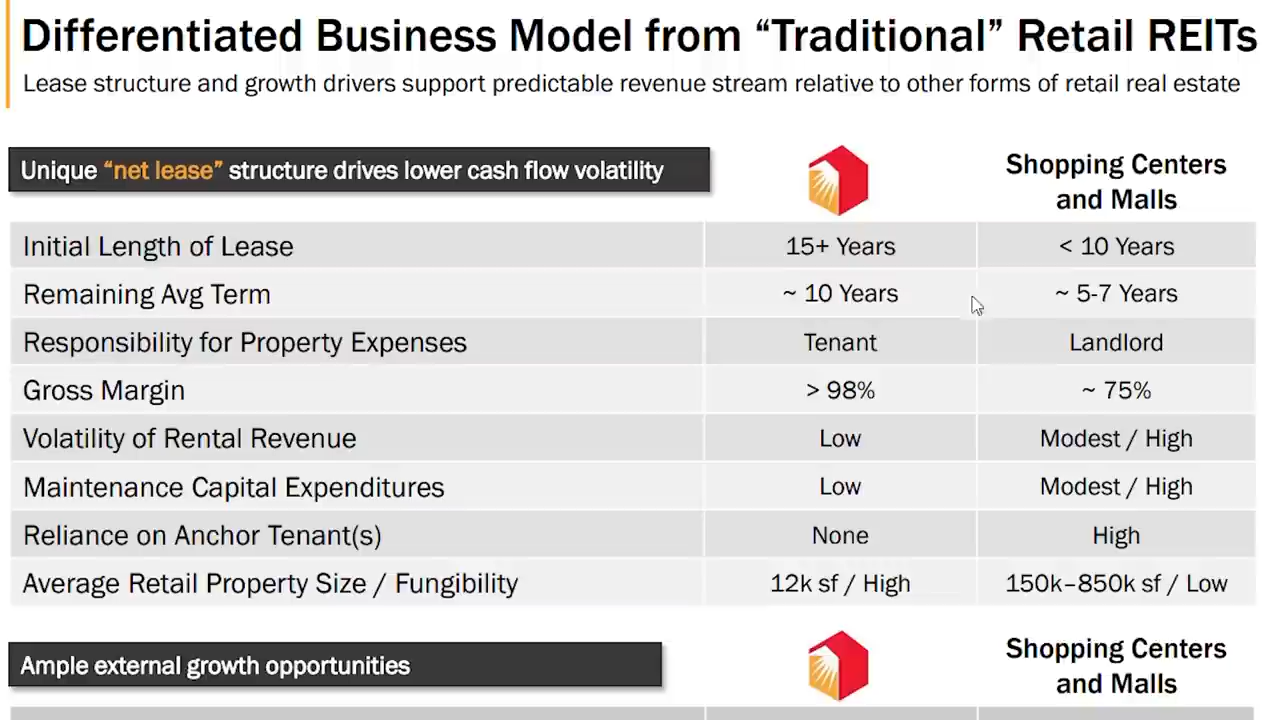 Differentiated Business Model from “Traditional” Retail REITs
Lease structure and growth drivers support predictable revenue stream relative to other forms of retail real estate
Unique “net lease” structure drives lower cash flow volatility
Shopping Centers
and Malls
Initial Length of Lease 15+ Years < 10 Years
Remaining Avg Term ~ 10 Years ~ 5-7 Years
Responsibility for Property Expenses Tenant Landlord
Gross Margin > 98% ~ 75%
Volatility of Rental Revenue Low Modest / High
Maintenance Capital Expenditures Low Modest / High
Reliance on Anchor Tenant(s) None High
Average Retail Property Size / Fungibility 12k sf / High 150k–850k sf / Low
Ample external growth opportunities
Shopping Centers
and Malls